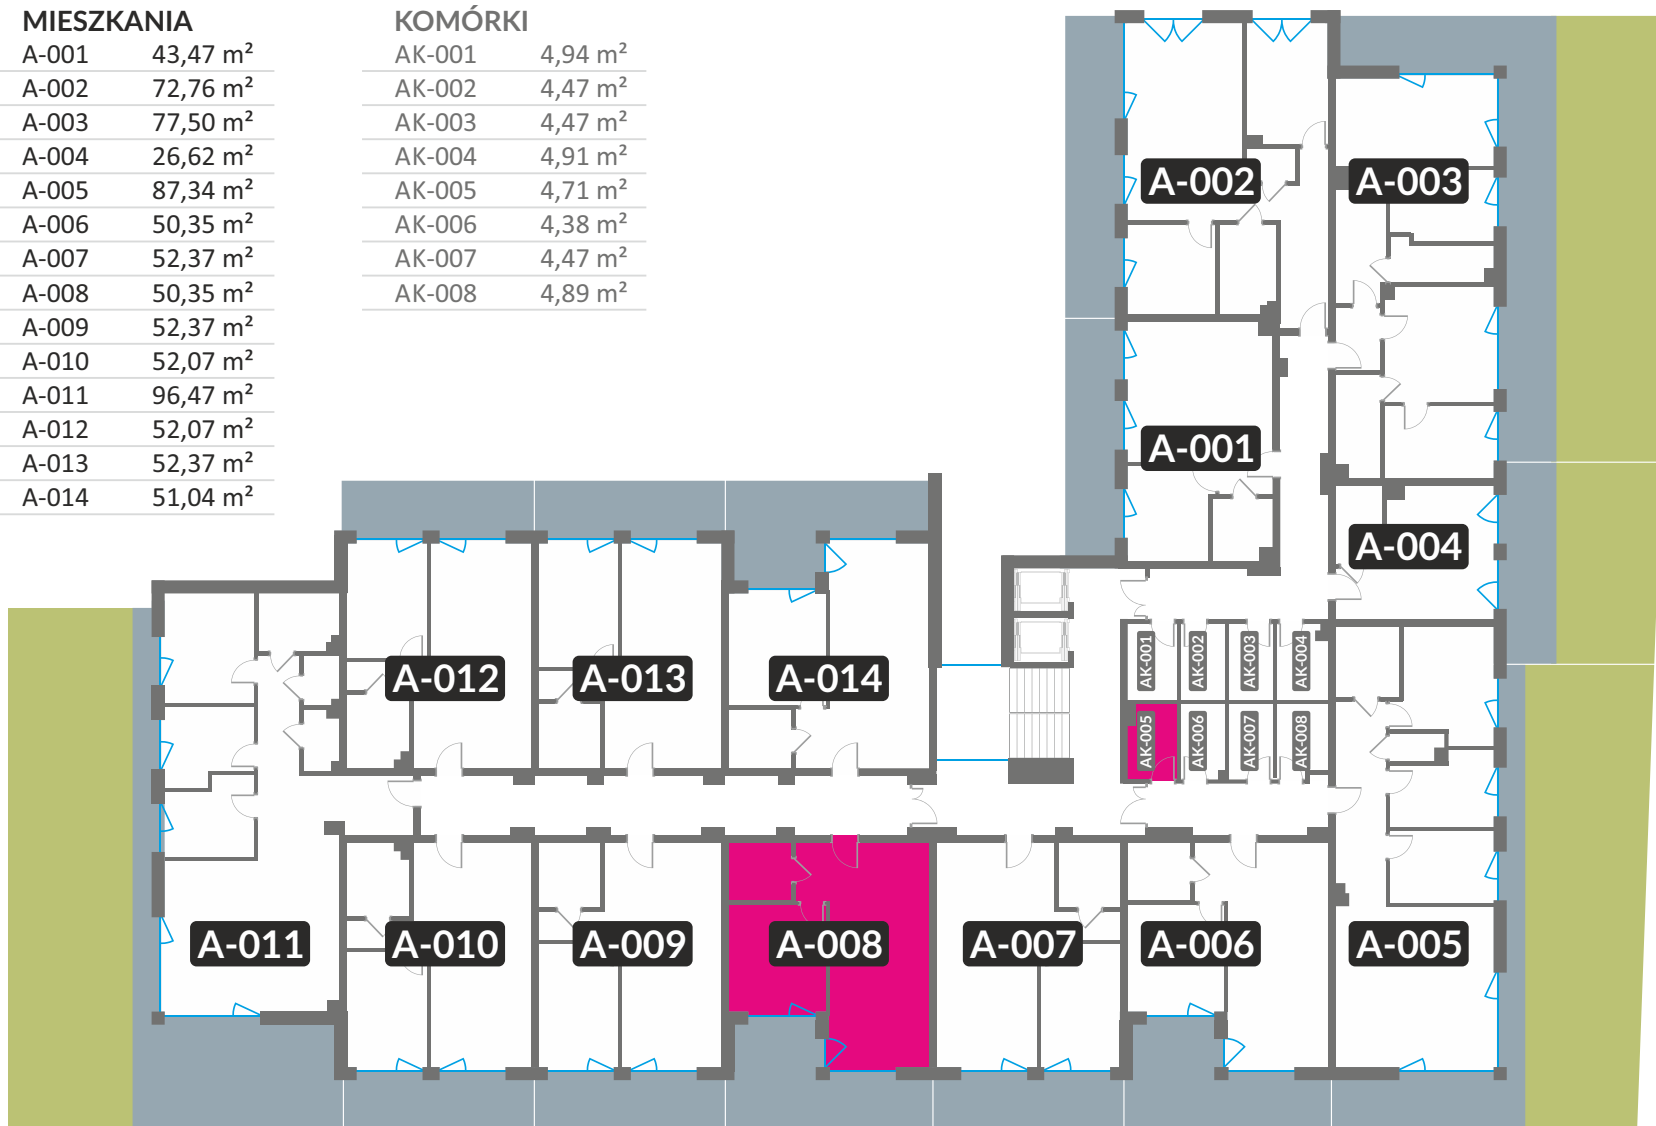 MIESZKANIA
A-001 43,47 m²
A-002 72,76 m²
A-003 77,50 m²
A-004 26,62 m²
A-005 87,34 m²
A-006 50,35 m²
A-007 52,37 m²
A-008 50,35 m²
A-009 52,37 m²
A-010 52,07 m²
A-011 96,47 m²
A-012 52,07 m²
A-013 52,37 m²
A-014 51,04 m²
KOMÓRKI
AK-001 4,94 m²
AK-002 4,47 m²
AK-003 4,47 m²
AK-004 4,91 m²
AK-005 4,71 m²
AK-006 4,38 m²
AK-007 4,47 m²
AK-008 4,89 m²
A-002
A-003
A-001
A-004
A-012
A-013
A-014
AK-001
AK-002
AK-003
AK-004
AK-005
AK-006
AK-007
AK-008
A-011
A-010
A-009
A-008
A-007
A-006
A-005